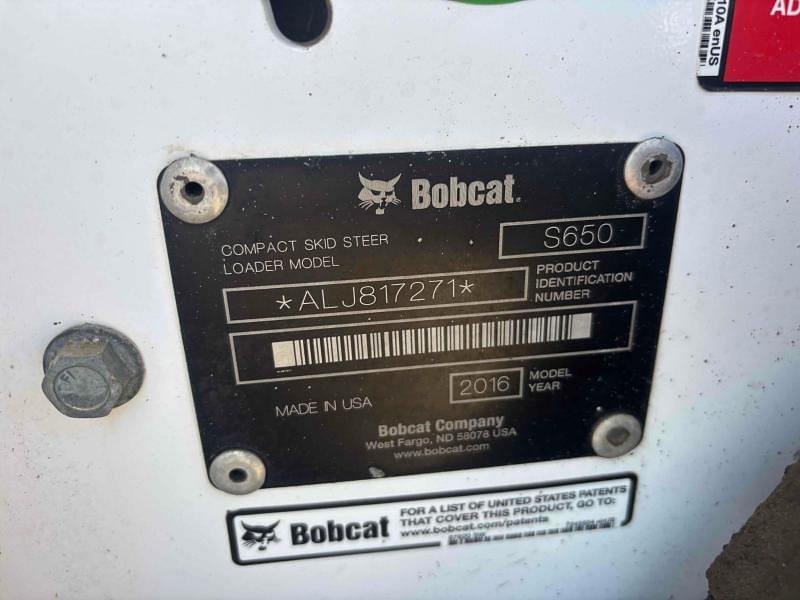 AD
10A enUS
Bobcat.
COMPACT SKID STEER
LOADER MODEL
S650
*ALJ817271*
PRODUCT
IDENTIFICATION
NUMBER
MADE IN USA
2016
MODEL
YEAR
Bobcat Company
West Fargo, ND 58078 USA
www.bobcat.com
Bobcat
FOR A LIST OF UNITED STATES PATENTS
THAT COVER THIS PRODUCT, GO TO:
www.bobcat.com/patents